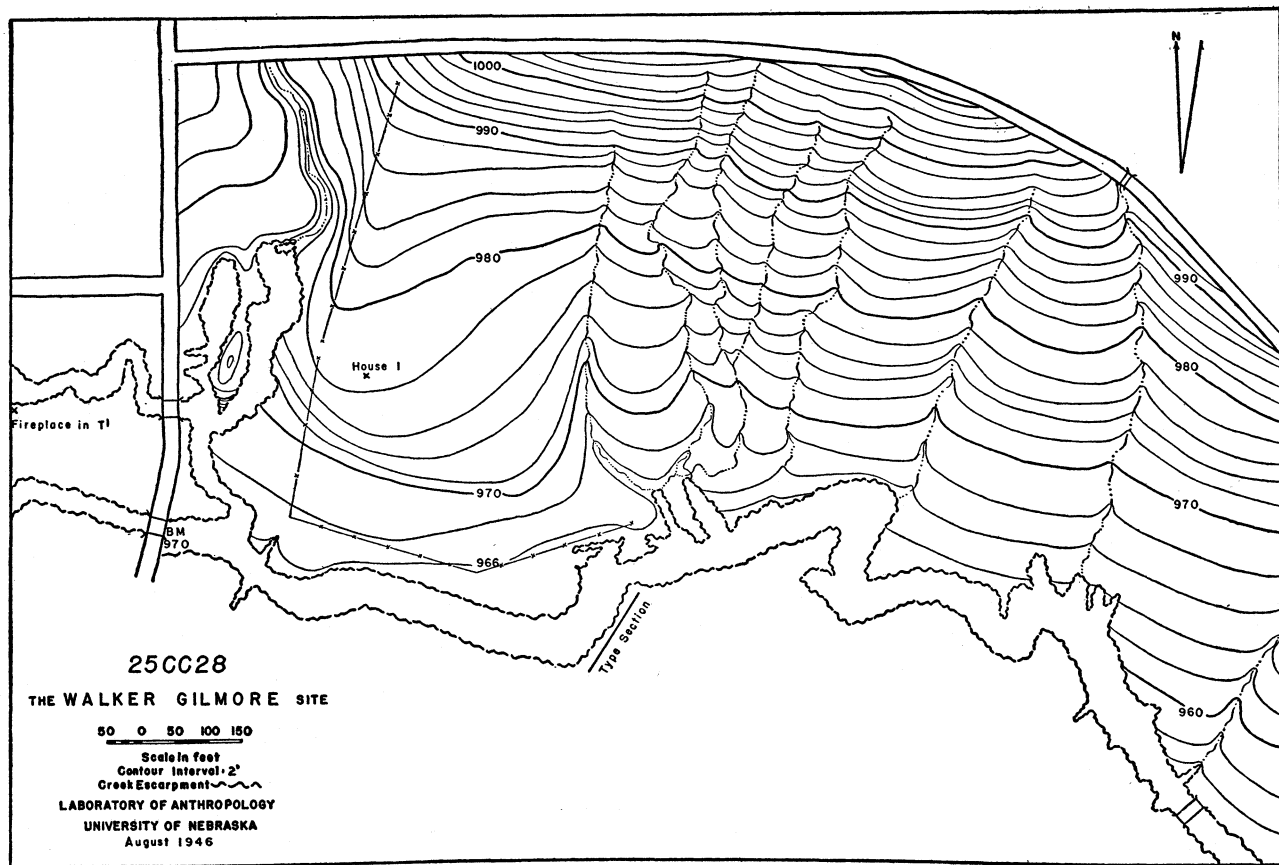 N
1000
990
980
990
980
House 1
Fireplace in T1
970
970
BM
970
966
Type Section
960
25CC28
THE WALKER GILMORE SITE
50 0 50 100 150
Scale in feet
Contour Interval · 2'
Creek Escarpment
LABORATORY OF ANTHROPOLOGY
UNIVERSITY OF NEBRASKA
August 1946